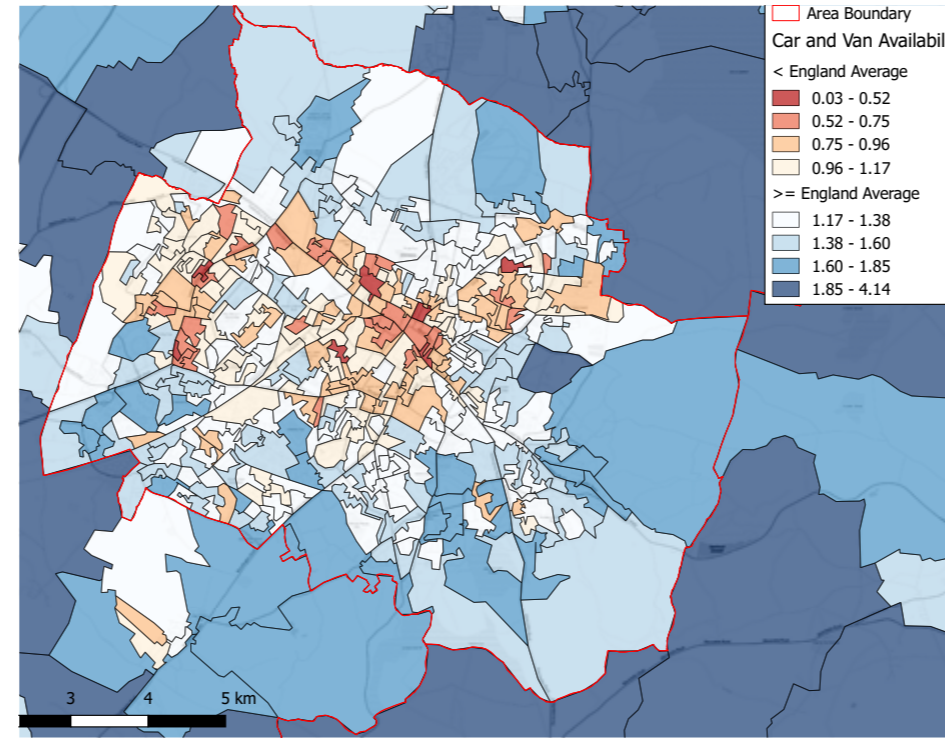 Area Boundary
Car and Van Availabil
< England Average
0.03 - 0.52
0.52 - 0.75
0.75 - 0.96
0.96 - 1.17
>= England Average
1.17 - 1.38
1.38 - 1.60
1.60 - 1.85
1.85 - 4.14
3 4 5 km